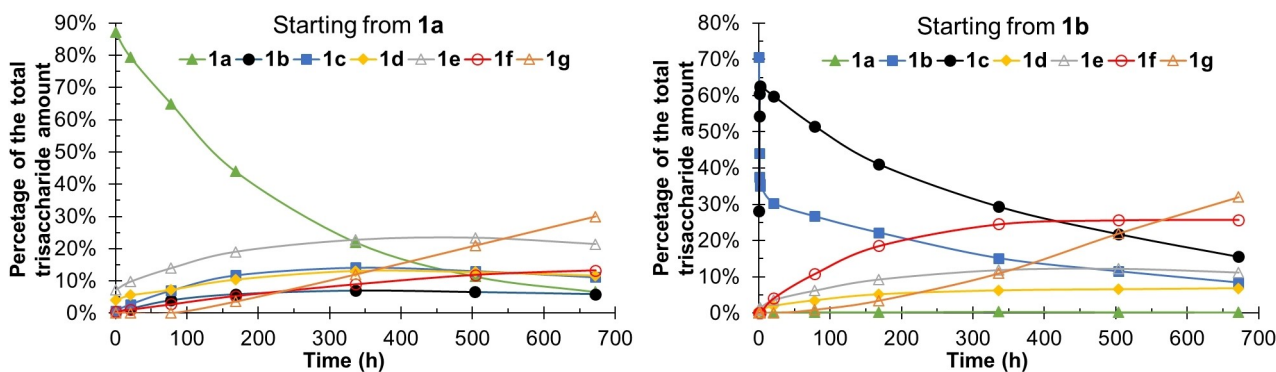 Starting from 1a
1a 1b 1c 1d 1e 1f 1g
Percetage of the total
trisaccharide amount
90%
80%
70%
60%
50%
40%
30%
20%
10%
0%
0 100 200 300 400 500 600 700
Time (h)
Starting from 1b
1a 1b 1c 1d 1e 1f 1g
Percetage of the total
trisaccharide amount
80%
70%
60%
50%
40%
30%
20%
10%
0%
0 100 200 300 400 500 600 700
Time (h)